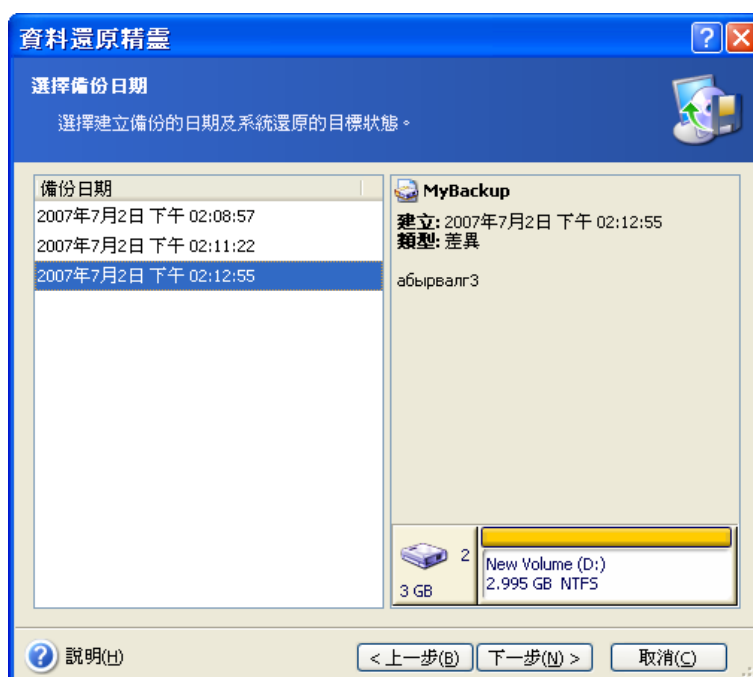 資料還原精靈
選擇備份日期
選擇建立備份的日期及系統還原的目標狀態。
備份日期
2007年7月2日 下午 02:08:57
2007年7月2日 下午 02:11:22
2007年7月2日 下午 02:12:55
MyBackup
建立: 2007年7月2日 下午 02:12:55
類型: 差異
абырвалг3
2
3 GB
New Volume (D:)
2.995 GB NTFS
說明(H)
< 上一步(B)
下一步(N) >
取消(C)